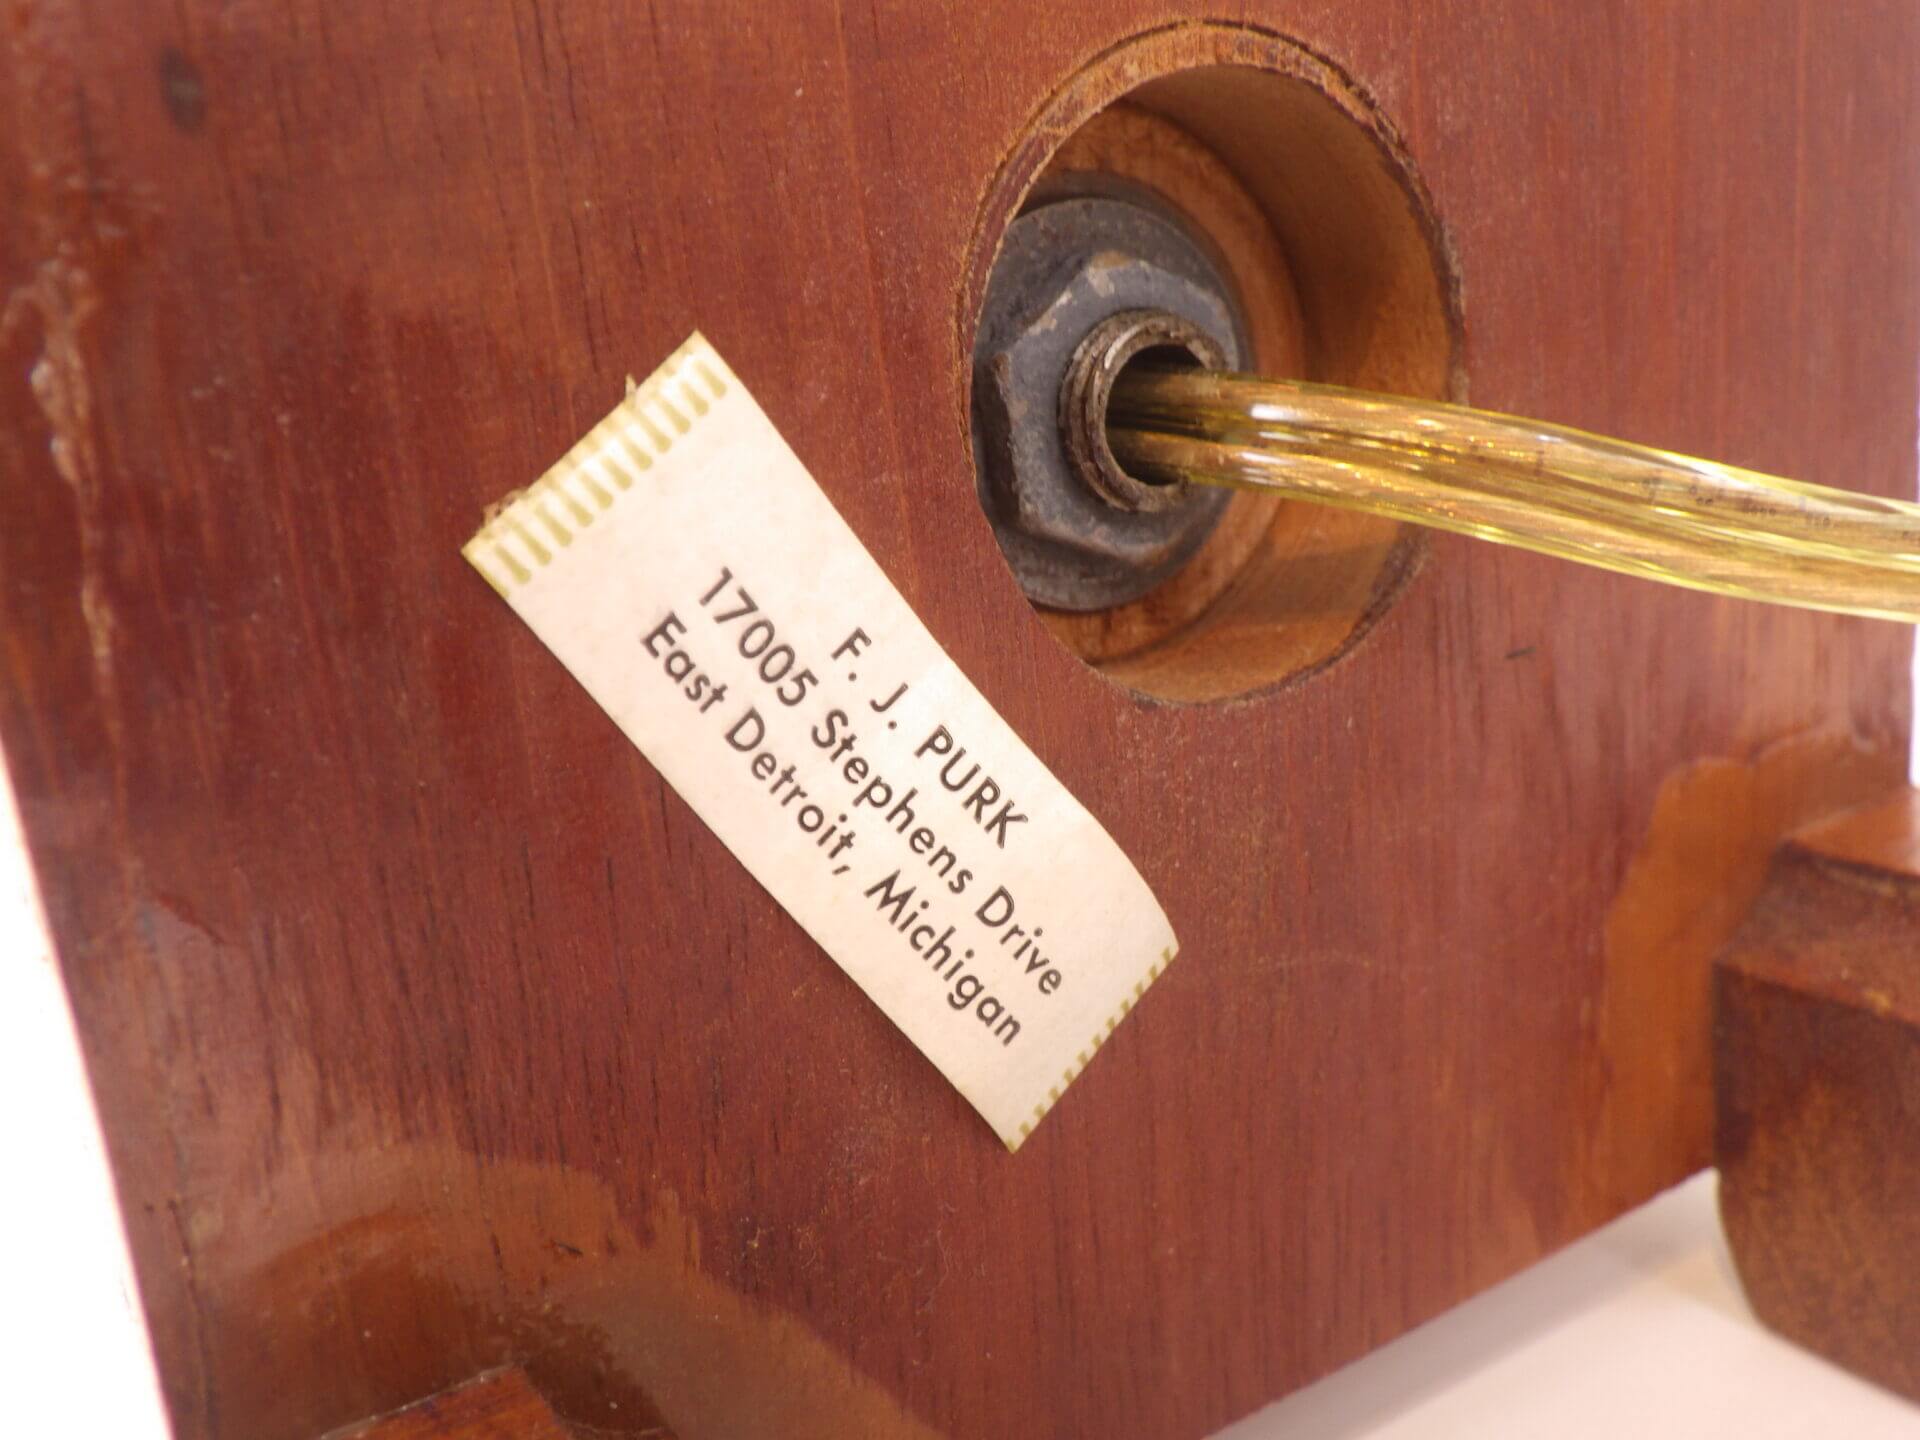 F. J. PURK
17005 Stephens Drive
East Detroit, Michigan